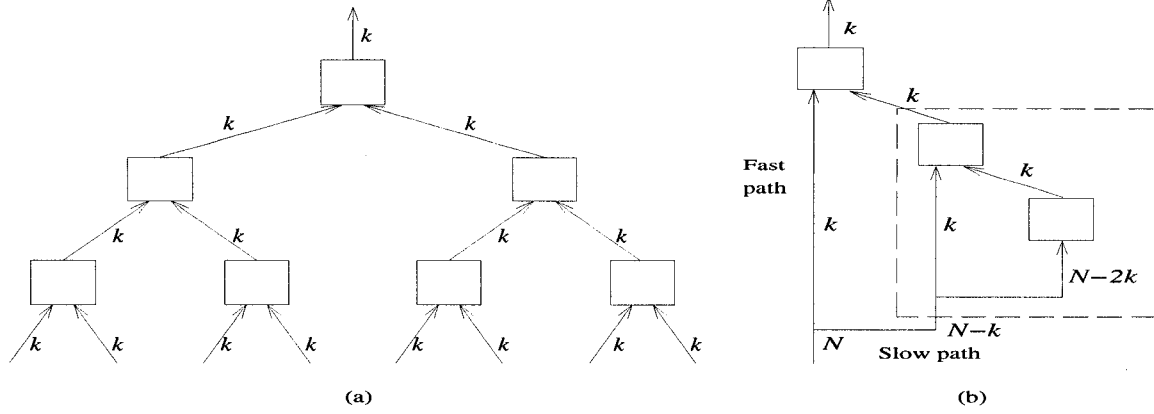 k
k k
k k k k
k k k k k k k k
(a)
k
k
Fast
path
k
k k
N−2k
N N−k
Slow path
(b)